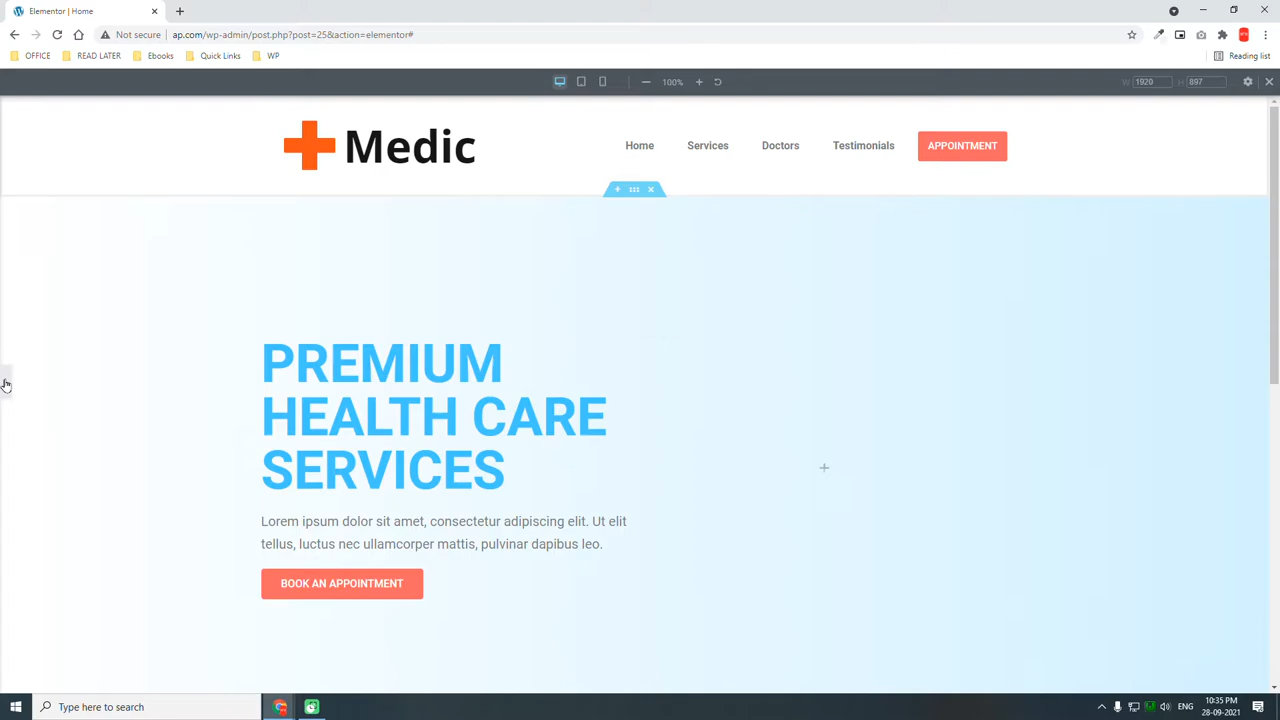 Elementor | Home
Not secure
ap.com/wp-admin/post.php?post=25&action=elementor#
OFFICE
READ LATER
Ebooks
Quick Links
WP
Reading list
100%
W 1920
H 897
Medic
Home
Services
Doctors
Testimonials
APPOINTMENT
PREMIUM
HEALTH CARE
SERVICES
Lorem ipsum dolor sit amet, consectetur adipiscing elit. Ut elit
tellus, luctus nec ullamcorper mattis, pulvinar dapibus leo.
BOOK AN APPOINTMENT
Type here to search
ENG
10:35 PM
28-09-2021